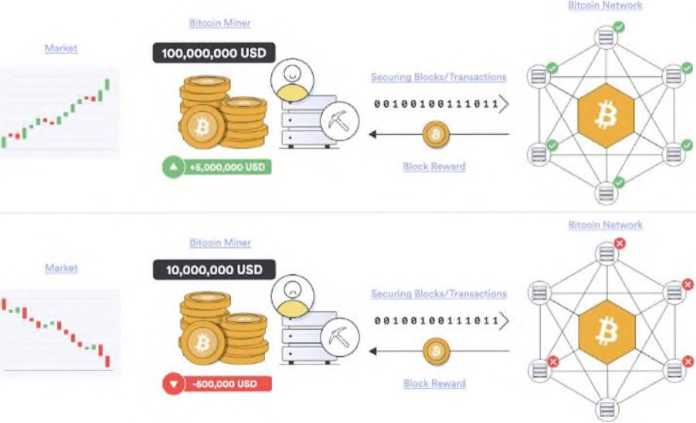 Bitcoin Network
Bitcoin Miner
Market
100,000,000 USD
Securing Blocks/Transactions
00100100111011
Block Reward
+5,000,000 USD
Bitcoin Network
Bitcoin Miner
Market
10,000,000 USD
Securing Blocks/Transactions
00100100111011
Block Reward
-500,000 USD